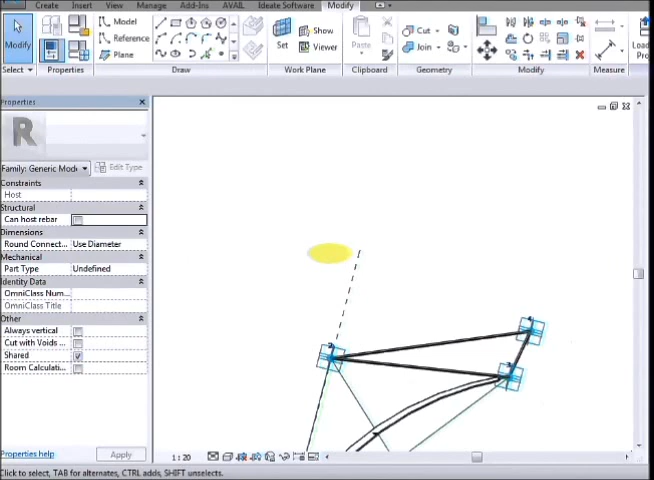 Create Insert View Manage Add-Ins AVAIL Ideate Software Modify
Modify
Model
Reference
Plane
Set
Show
Viewer
Paste
Cut
Join
Select
Properties
Draw
Work Plane
Clipboard
Geometry
Modify
Measure
Properties
R
Family: Generic Mode
Edit Type
Constraints
Host
Structural
Can host rebar
Dimensions
Round Connect... Use Diameter
Mechanical
Part Type Undefined
Identity Data
OmniClass Num...
OmniClass Title
Other
Always vertical
Cut with Voids
Shared
Room Calculati...
Properties help
Apply
1 : 20
Click to select, TAB for alternates, CTRL adds, SHIFT unselects.